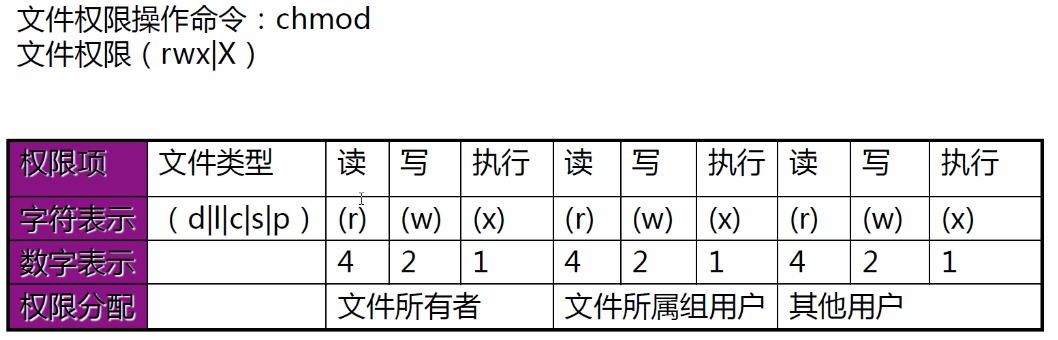 文件权限操作命令：chmod
文件权限（rwx|X）
权限项 文件类型 读 写 执行 读 写 执行 读 写 执行
字符表示 （d|l|c|s|p） (r) (w) (x) (r) (w) (x) (r) (w) (x)
数字表示 4 2 1 4 2 1 4 2 1
权限分配 文件所有者 文件所属组用户 其他用户